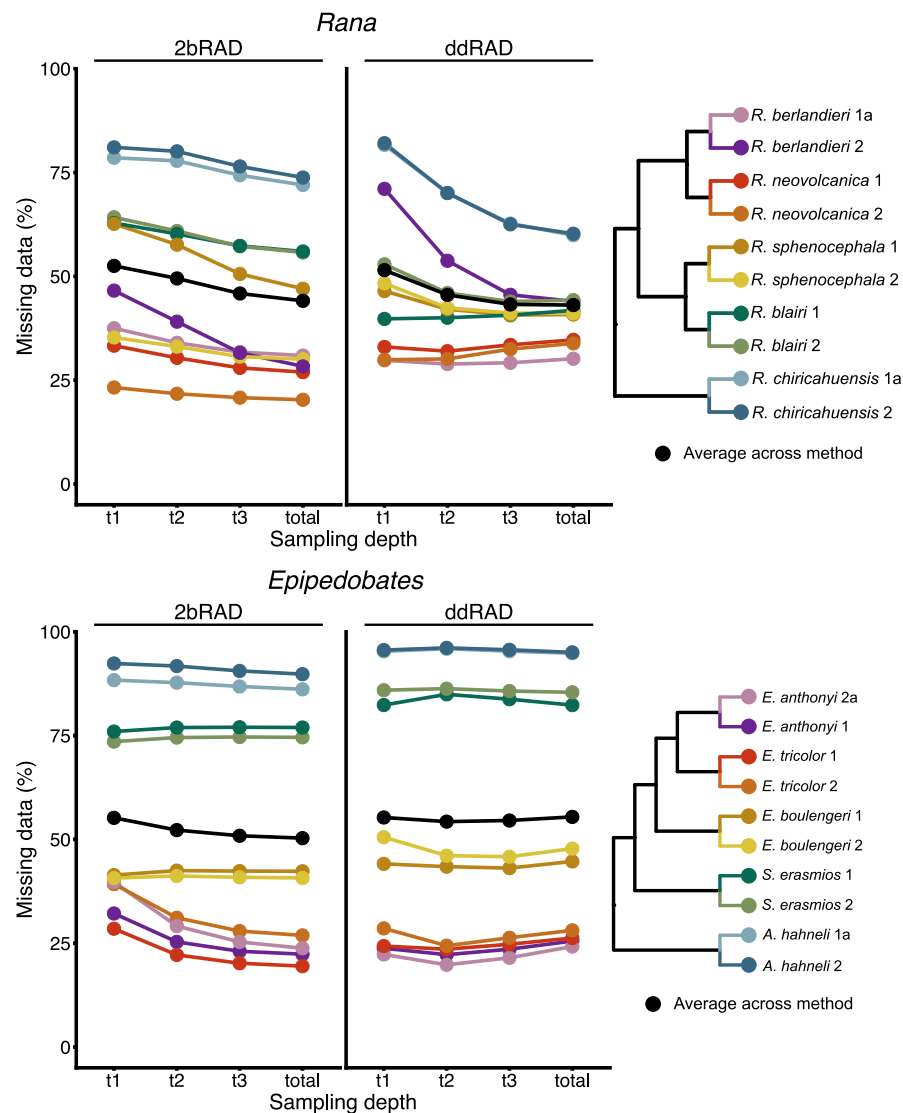 Rana
2bRAD ddRAD
Missing data (%)
100
75
50
25
0
t1 t2 t3 total t1 t2 t3 total
Sampling depth Sampling depth
R. berlandieri 1a
R. berlandieri 2
R. neovolcanica 1
R. neovolcanica 2
R. sphenocephala 1
R. sphenocephala 2
R. blairi 1
R. blairi 2
R. chiricahuensis 1a
R. chiricahuensis 2
Average across method
Epipedobates
2bRAD ddRAD
Missing data (%)
100
75
50
25
0
t1 t2 t3 total t1 t2 t3 total
Sampling depth Sampling depth
E. anthonyi 2a
E. anthonyi 1
E. tricolor 1
E. tricolor 2
E. boulengeri 1
E. boulengeri 2
S. erasmios 1
S. erasmios 2
A. hahneli 1a
A. hahneli 2
Average across method